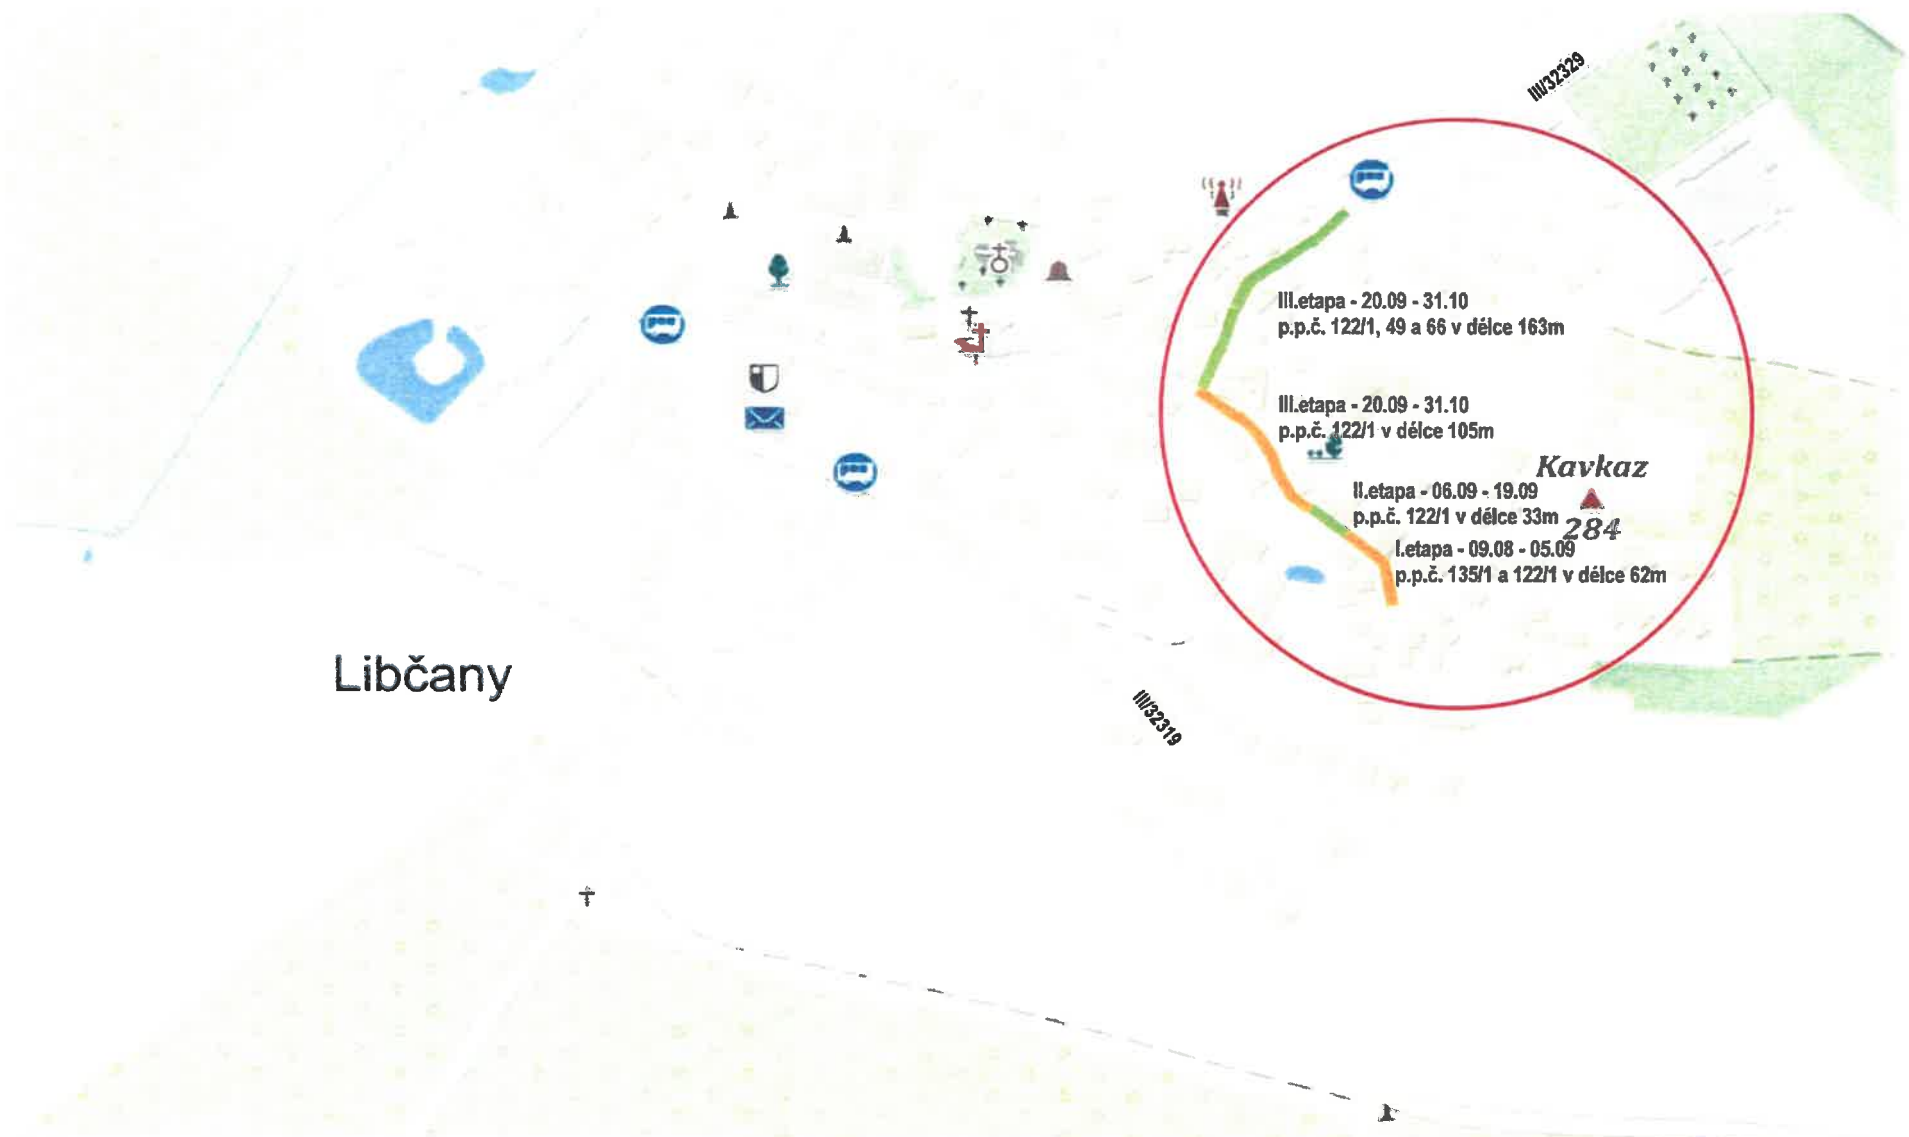 III/32329
III.etapa - 20.09 - 31.10
p.p.č. 122/1, 49 a 66 v délce 163m
III.etapa - 20.09 - 31.10
p.p.č. 122/1 v délce 105m
Kavkaz
284
II.etapa - 06.09 - 19.09
p.p.č. 122/1 v délce 33m
I.etapa - 09.08 - 05.09
p.p.č. 135/1 a 122/1 v délce 62m
Libčany
III/32319